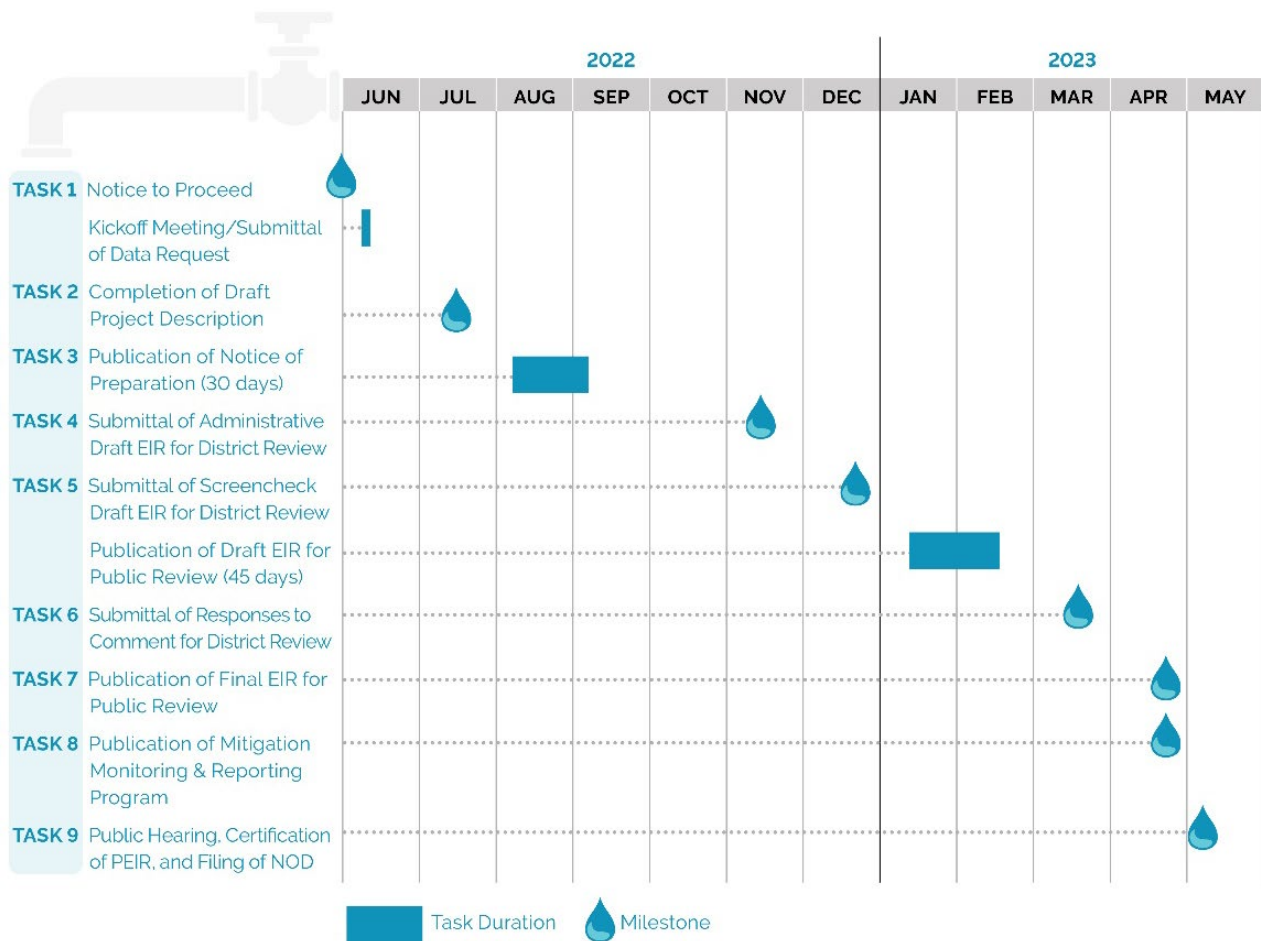 2022
2023
JUN JUL AUG SEP OCT NOV DEC JAN FEB MAR APR MAY
TASK 1 Notice to Proceed
Kickoff Meeting/Submittal
of Data Request
TASK 2 Completion of Draft
Project Description
TASK 3 Publication of Notice of
Preparation (30 days)
TASK 4 Submittal of Administrative
Draft EIR for District Review
TASK 5 Submittal of Screencheck
Draft EIR for District Review
Publication of Draft EIR for
Public Review (45 days)
TASK 6 Submittal of Responses to
Comment for District Review
TASK 7 Publication of Final EIR for
Public Review
TASK 8 Publication of Mitigation
Monitoring & Reporting
Program
TASK 9 Public Hearing, Certification
of PEIR, and Filing of NOD
Task Duration
Milestone